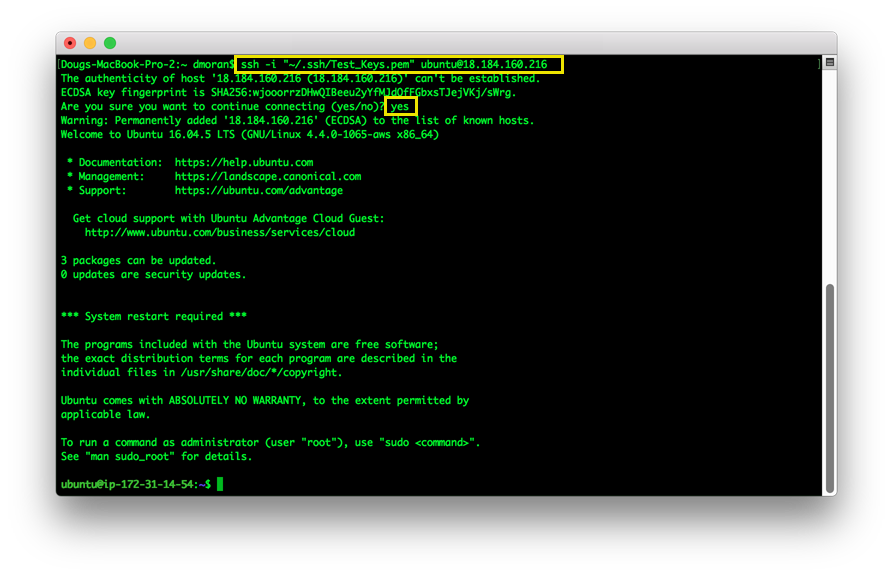 [Dougs-MacBook-Pro-2:~ dmoran$ ssh -i "~/.ssh/Test_Keys.pem" ubuntu@18.184.160.216 ]
The authenticity of host '18.184.160.216 (18.184.160.216)' can't be established.
ECDSA key fingerprint is SHA256:wjooorrzDHwQIBeeu2yYfMJdOfFGbxsTJejVKj/sWrg.
Are you sure you want to continue connecting (yes/no)? yes
Warning: Permanently added '18.184.160.216' (ECDSA) to the list of known hosts.
Welcome to Ubuntu 16.04.5 LTS (GNU/Linux 4.4.0-1065-aws x86_64)
* Documentation: https://help.ubuntu.com
* Management: https://landscape.canonical.com
* Support: https://ubuntu.com/advantage
Get cloud support with Ubuntu Advantage Cloud Guest:
http://www.ubuntu.com/business/services/cloud
3 packages can be updated.
0 updates are security updates.
*** System restart required ***
The programs included with the Ubuntu system are free software;
the exact distribution terms for each program are described in the
individual files in /usr/share/doc/*/copyright.
Ubuntu comes with ABSOLUTELY NO WARRANTY, to the extent permitted by
applicable law.
To run a command as administrator (user "root"), use "sudo <command>".
See "man sudo_root" for details.
ubuntu@ip-172-31-14-54:~$